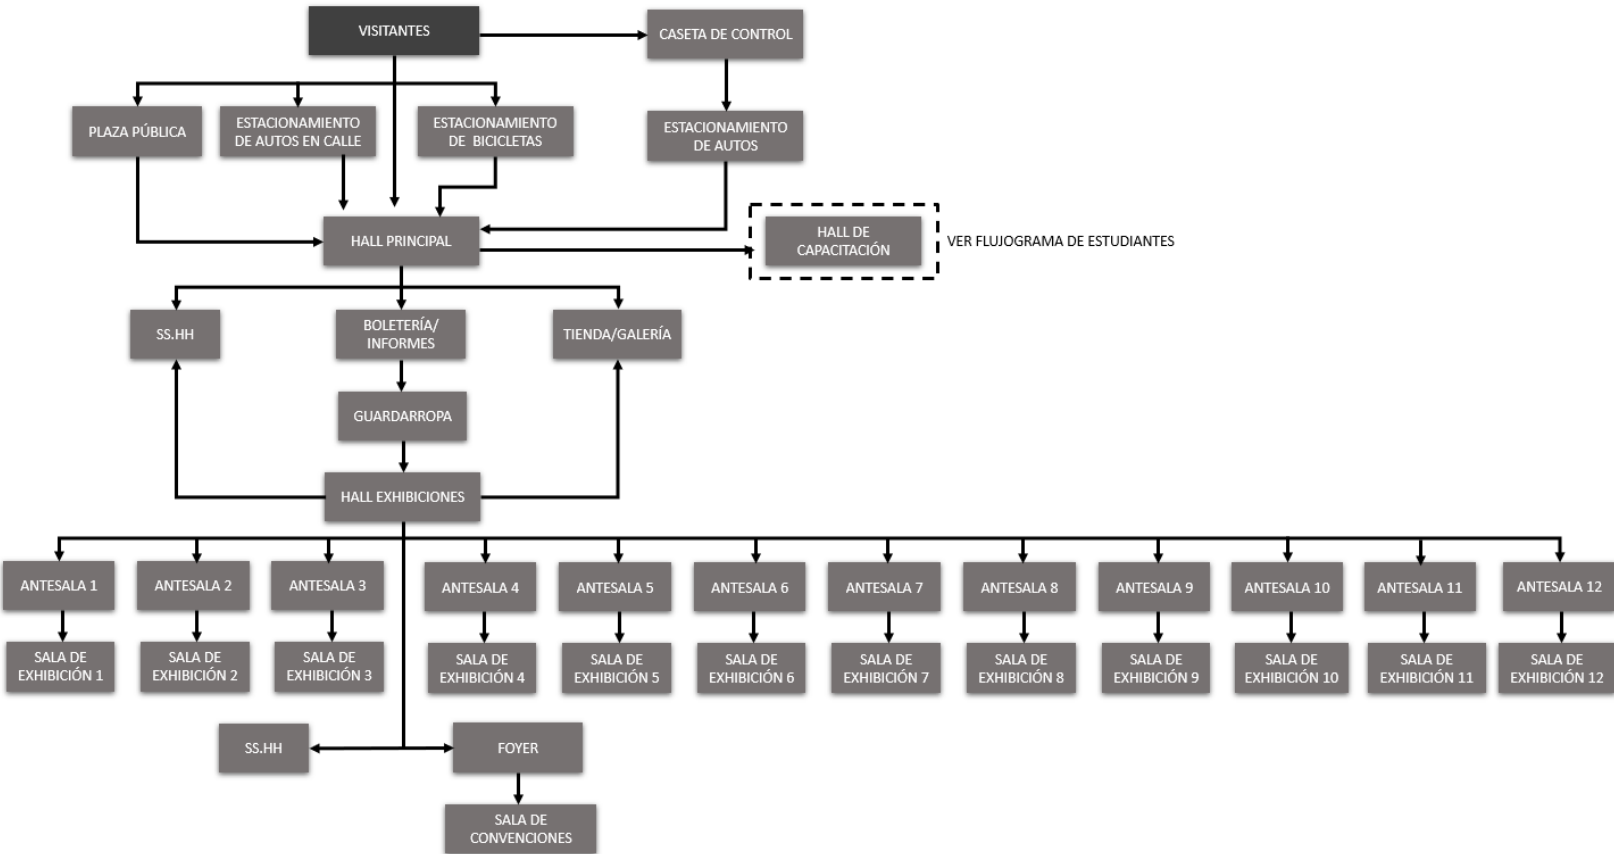 VISITANTES
CASETA DE CONTROL
PLAZA PÚBLICA
ESTACIONAMIENTO
DE AUTOS EN CALLE
ESTACIONAMIENTO
DE BICICLETAS
ESTACIONAMIENTO
DE AUTOS
HALL PRINCIPAL
HALL DE
CAPACITACIÓN
VER FLUJOGRAMA DE ESTUDIANTES
SS.HH
BOLETERÍA/
INFORMES
TIENDA/GALERÍA
GUARDARROPA
HALL EXHIBICIONES
ANTESALA 1
ANTESALA 2
ANTESALA 3
ANTESALA 4
ANTESALA 5
ANTESALA 6
ANTESALA 7
ANTESALA 8
ANTESALA 9
ANTESALA 10
ANTESALA 11
ANTESALA 12
SALA DE
EXHIBICIÓN 1
SALA DE
EXHIBICIÓN 2
SALA DE
EXHIBICIÓN 3
SALA DE
EXHIBICIÓN 4
SALA DE
EXHIBICIÓN 5
SALA DE
EXHIBICIÓN 6
SALA DE
EXHIBICIÓN 7
SALA DE
EXHIBICIÓN 8
SALA DE
EXHIBICIÓN 9
SALA DE
EXHIBICIÓN 10
SALA DE
EXHIBICIÓN 11
SALA DE
EXHIBICIÓN 12
SS.HH
FOYER
SALA DE
CONVENCIONES